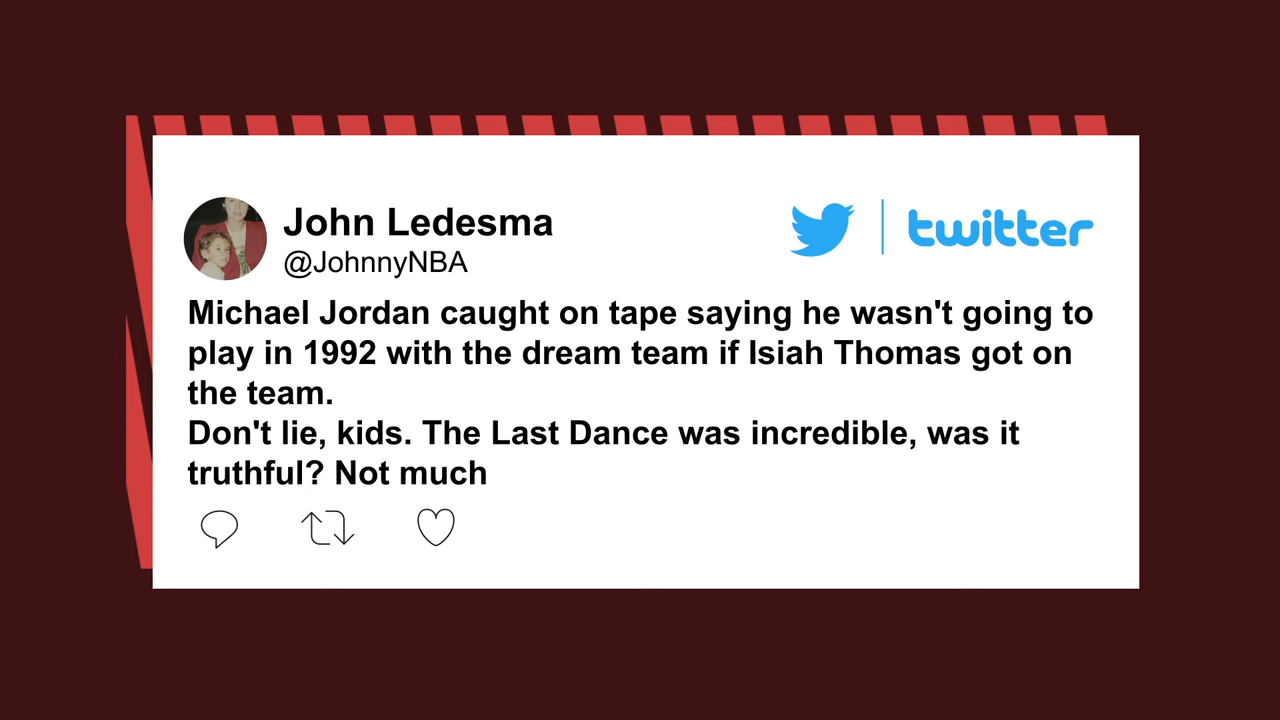 John Ledesma
@JohnnyNBA
twitter
Michael Jordan caught on tape saying he wasn't going to
play in 1992 with the dream team if Isiah Thomas got on
the team.
Don't lie, kids. The Last Dance was incredible, was it
truthful? Not much